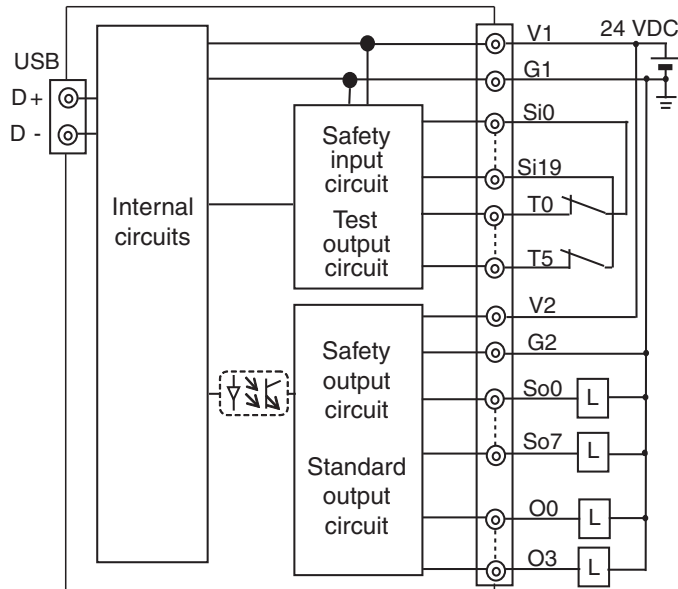 24 VDC
V1
USB
G1
D+
D -
Si0
Safety
input
circuit
Si19
Internal
circuits
T0
Test
output
circuit
T5
V2
G2
Safety
output
circuit
So0
L
So7
L
Standard
output
circuit
O0
L
O3
L